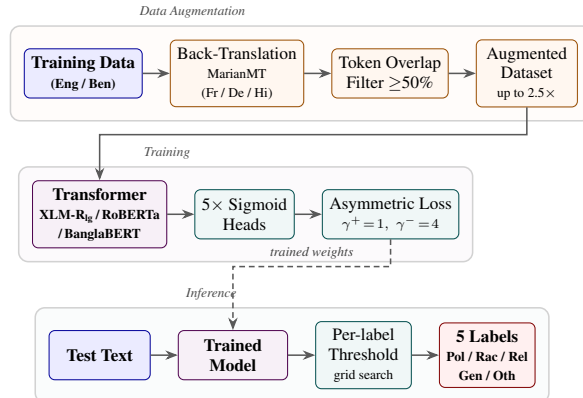 Data Augmentation
Training Data
(Eng / Ben)
Back-Translation
MarianMT
(Fr / De / Hi)
Token Overlap
Filter ≥50%
Augmented
Dataset
up to 2.5×
Training
Transformer
XLM-R_lg / RoBERTa
/ BanglaBERT
5× Sigmoid
Heads
Asymmetric Loss
γ⁺ = 1, γ⁻ = 4
trained weights
Inference
Test Text
Trained
Model
Per-label
Threshold
grid search
5 Labels
Pol / Rac / Rel
Gen / Oth